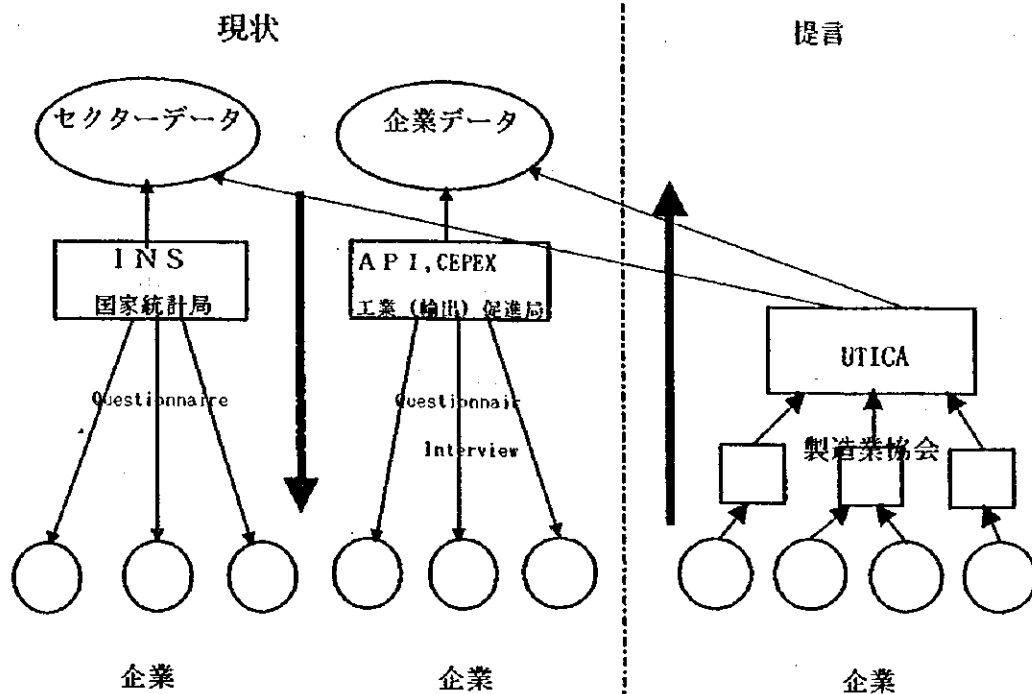 現状
提言
セクターデータ
企業データ
INS
国家統計局
API,CEPEX
工業(輸出)促進局
UTICA
Questionnaire
Questionnair
Interview
製造業協会
企業
企業
企業